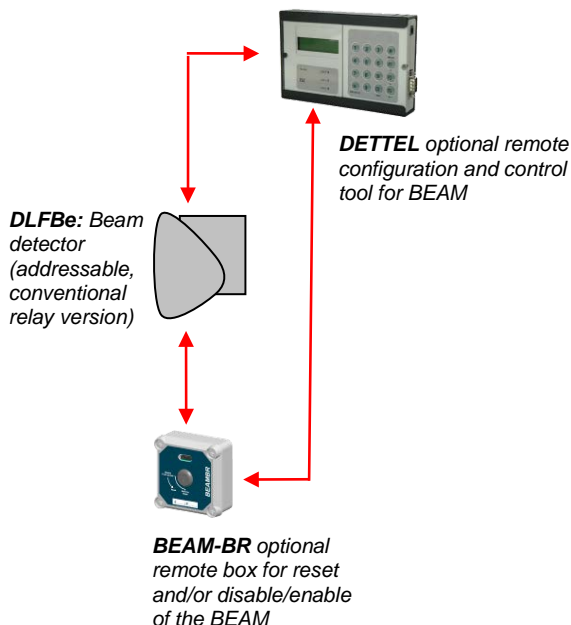 DETTEL optional remote
configuration and control
tool for BEAM
DLFBe: Beam
detector
(addressable,
conventional
relay version)
BEAMBR
BEAM-BR optional
remote box for reset
and/or disable/enable
of the BEAM